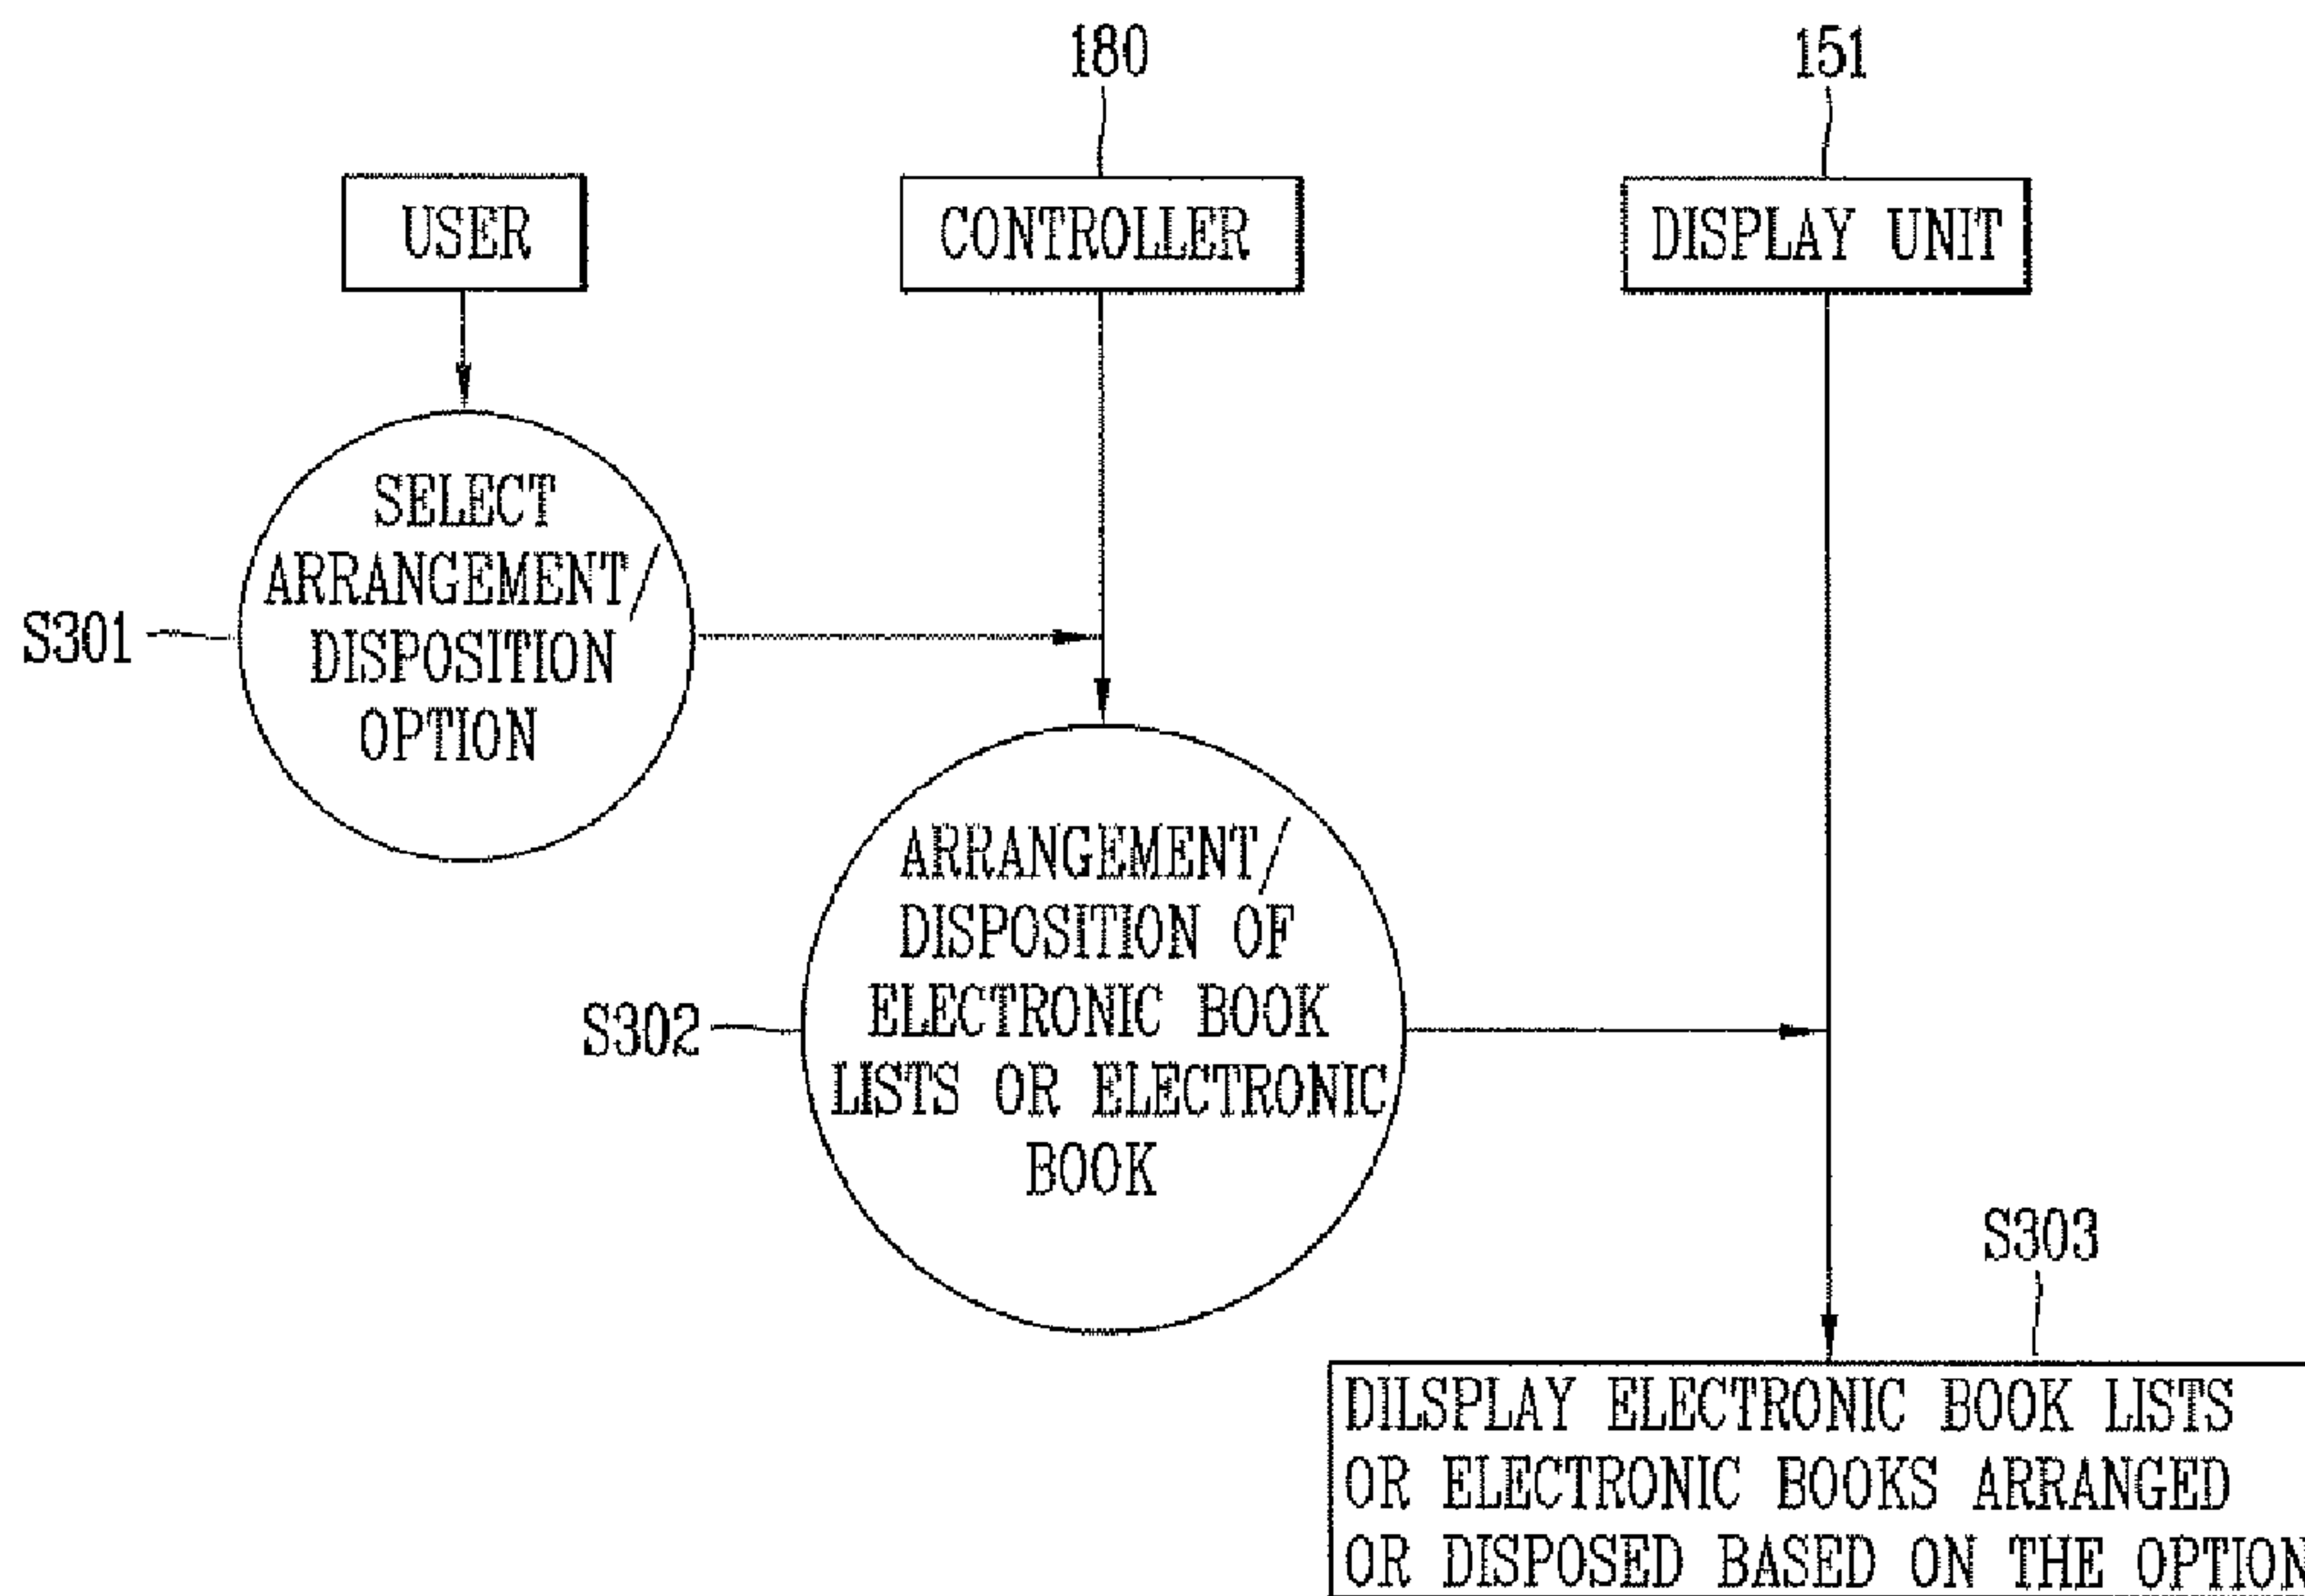 180
151
USER
CONTROLLER
DISPLAY UNIT
SELECT
ARRANGEMENT/
DISPOSITION
OPTION
S301
ARRANGEMENT/
DISPOSITION OF
ELECTRONIC BOOK
LISTS OR ELECTRONIC
BOOK
S302
S303
DILSPLAY ELECTRONIC BOOK LISTS
OR ELECTRONIC BOOKS ARRANGED
OR DISPOSED BASED ON THE OPTION